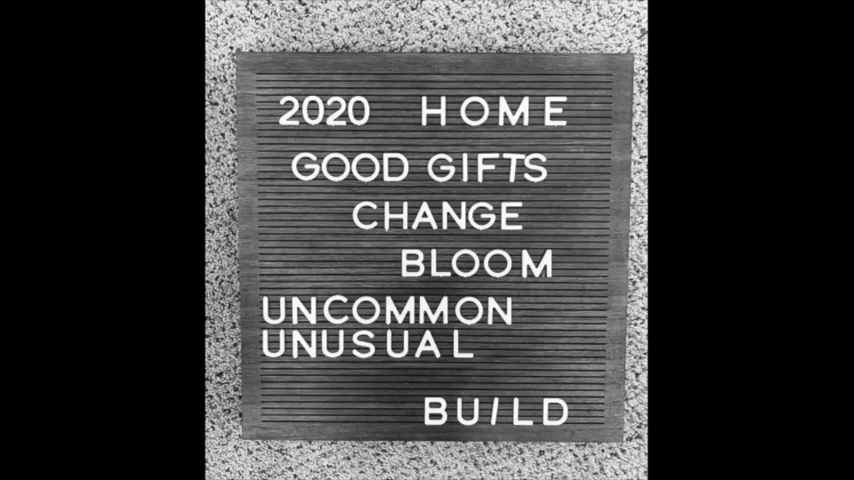 2020 HOME
GOOD GIFTS
CHANGE
BLOOM
UNCOMMON
UNUSUAL
BUILD